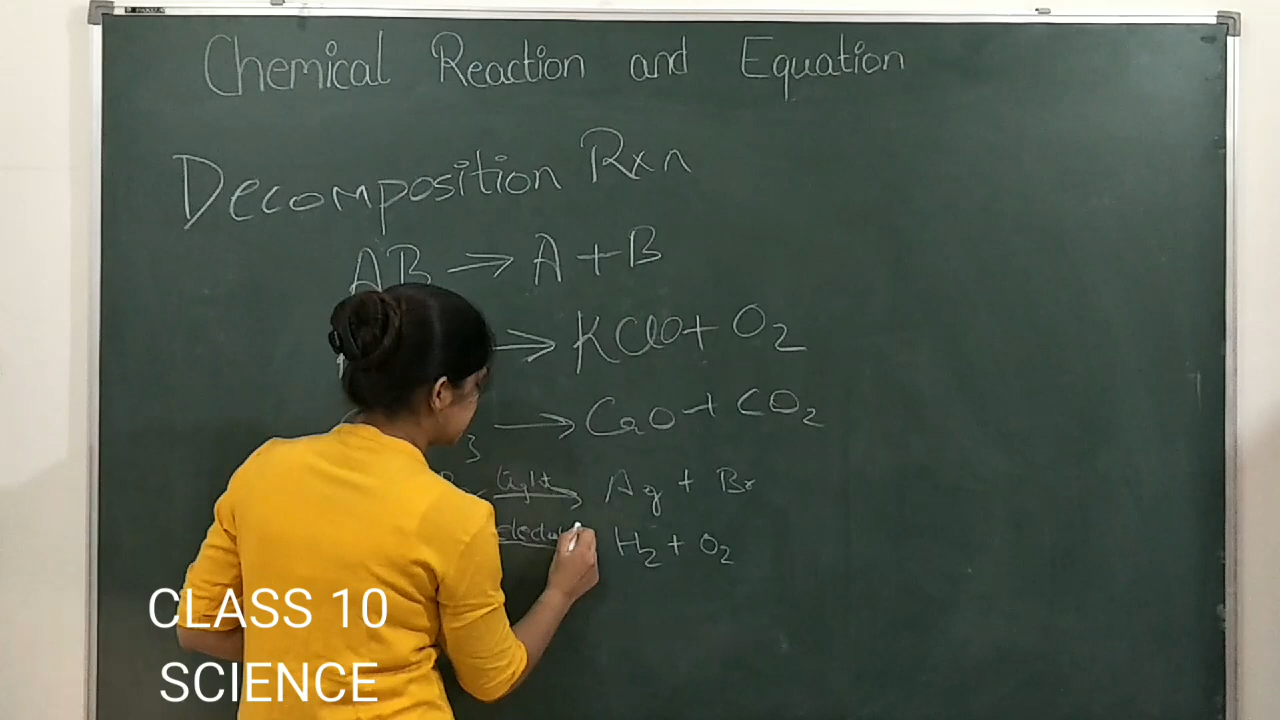 Chemical Reaction and Equation
Decomposition Rxn
AB → A + B
→ KClO + O2
3 → CaO + CO2
Light → Ag + Br
H2 + O2
CLASS 10
SCIENCE